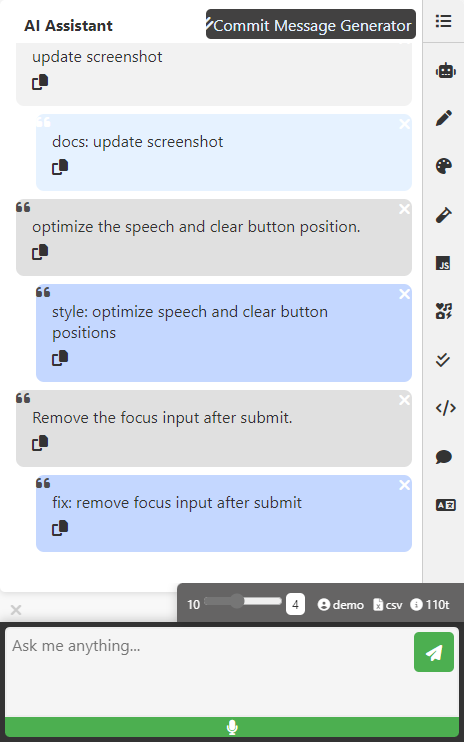 AI Assistant
Commit Message Generator
update screenshot
docs: update screenshot
optimize the speech and clear button position.
style: optimize speech and clear button
positions
Remove the focus input after submit.
fix: remove focus input after submit
JS
10
4
demo
csv
110t
Ask me anything...